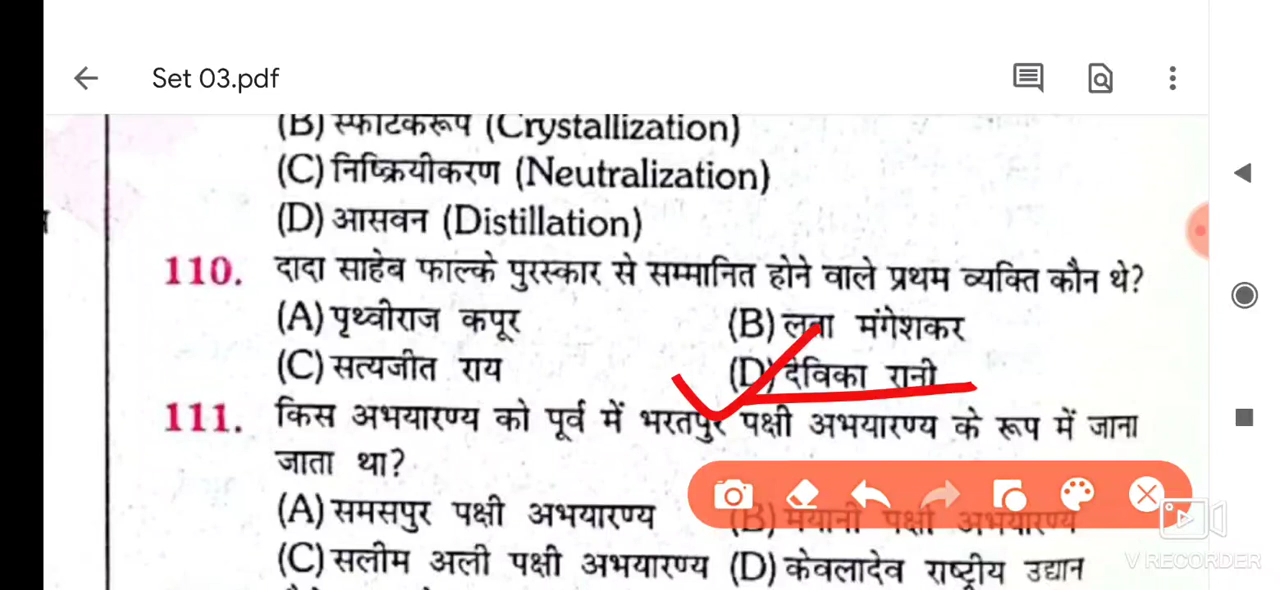 Set 03.pdf
(B) स्फटिकरूप (Crystallization)
(C) निष्क्रियीकरण (Neutralization)
(D) आसवन (Distillation)
110. दादा साहेब फाल्के पुरस्कार से सम्मानित होने वाले प्रथम व्यक्ति कौन थे?
(A) पृथ्वीराज कपूर (B) लता मंगेशकर
(C) सत्यजीत राय (D) देविका रानी
111. किस अभयारण्य को पूर्व में भरतपुर पक्षी अभयारण्य के रूप में जाना
जाता था?
(A) समसपुर पक्षी अभयारण्य (B) मयानी पक्षी अभयारण्य
(C) सलीम अली पक्षी अभयारण्य (D) केवलादेव राष्ट्रीय उद्यान
V RECORDER